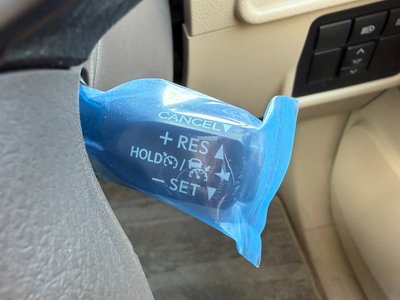 CANCEL
+ RES
HOLD /
− SET